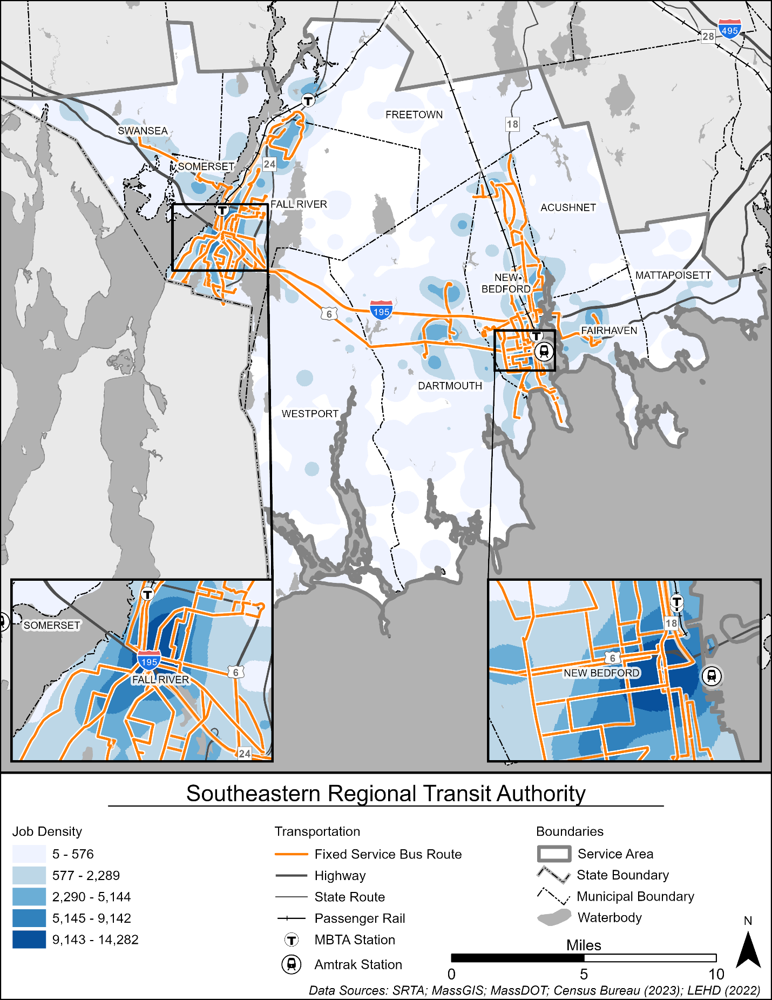 495
28
FREETOWN
18
SWANSEA
SOMERSET
24
T
T
FALL RIVER
ACUSHNET
MATTAPOISETT
NEW
BEDFORD
195
6
FAIRHAVEN
T
DARTMOUTH
WESTPORT
T
SOMERSET
195
6
FALL RIVER
24
T
18
6
NEW BEDFORD
Southeastern Regional Transit Authority
Job Density
5 - 576
577 - 2,289
2,290 - 5,144
5,145 - 9,142
9,143 - 14,282
Transportation
Fixed Service Bus Route
Highway
State Route
Passenger Rail
T MBTA Station
Amtrak Station
Boundaries
Service Area
State Boundary
Municipal Boundary
Waterbody
N
Miles
0 5 10
Data Sources: SRTA; MassGIS; MassDOT; Census Bureau (2023); LEHD (2022)